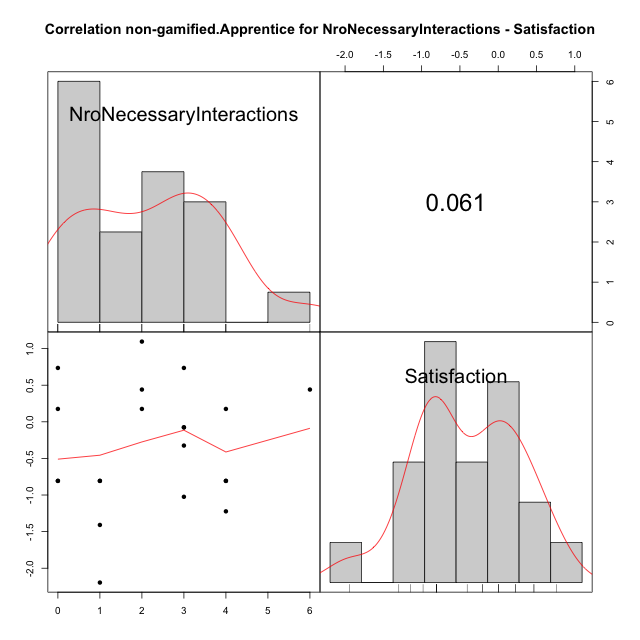 Correlation non-gamified.Apprentice for NroNecessaryInteractions - Satisfaction
-2.0 -1.5 -1.0 -0.5 0.0 0.5 1.0
NroNecessaryInteractions
0.061
0 1 2 3 4 5 6
Satisfaction
-2.0 -1.5 -1.0 -0.5 0.0 0.5 1.0
0 1 2 3 4 5 6